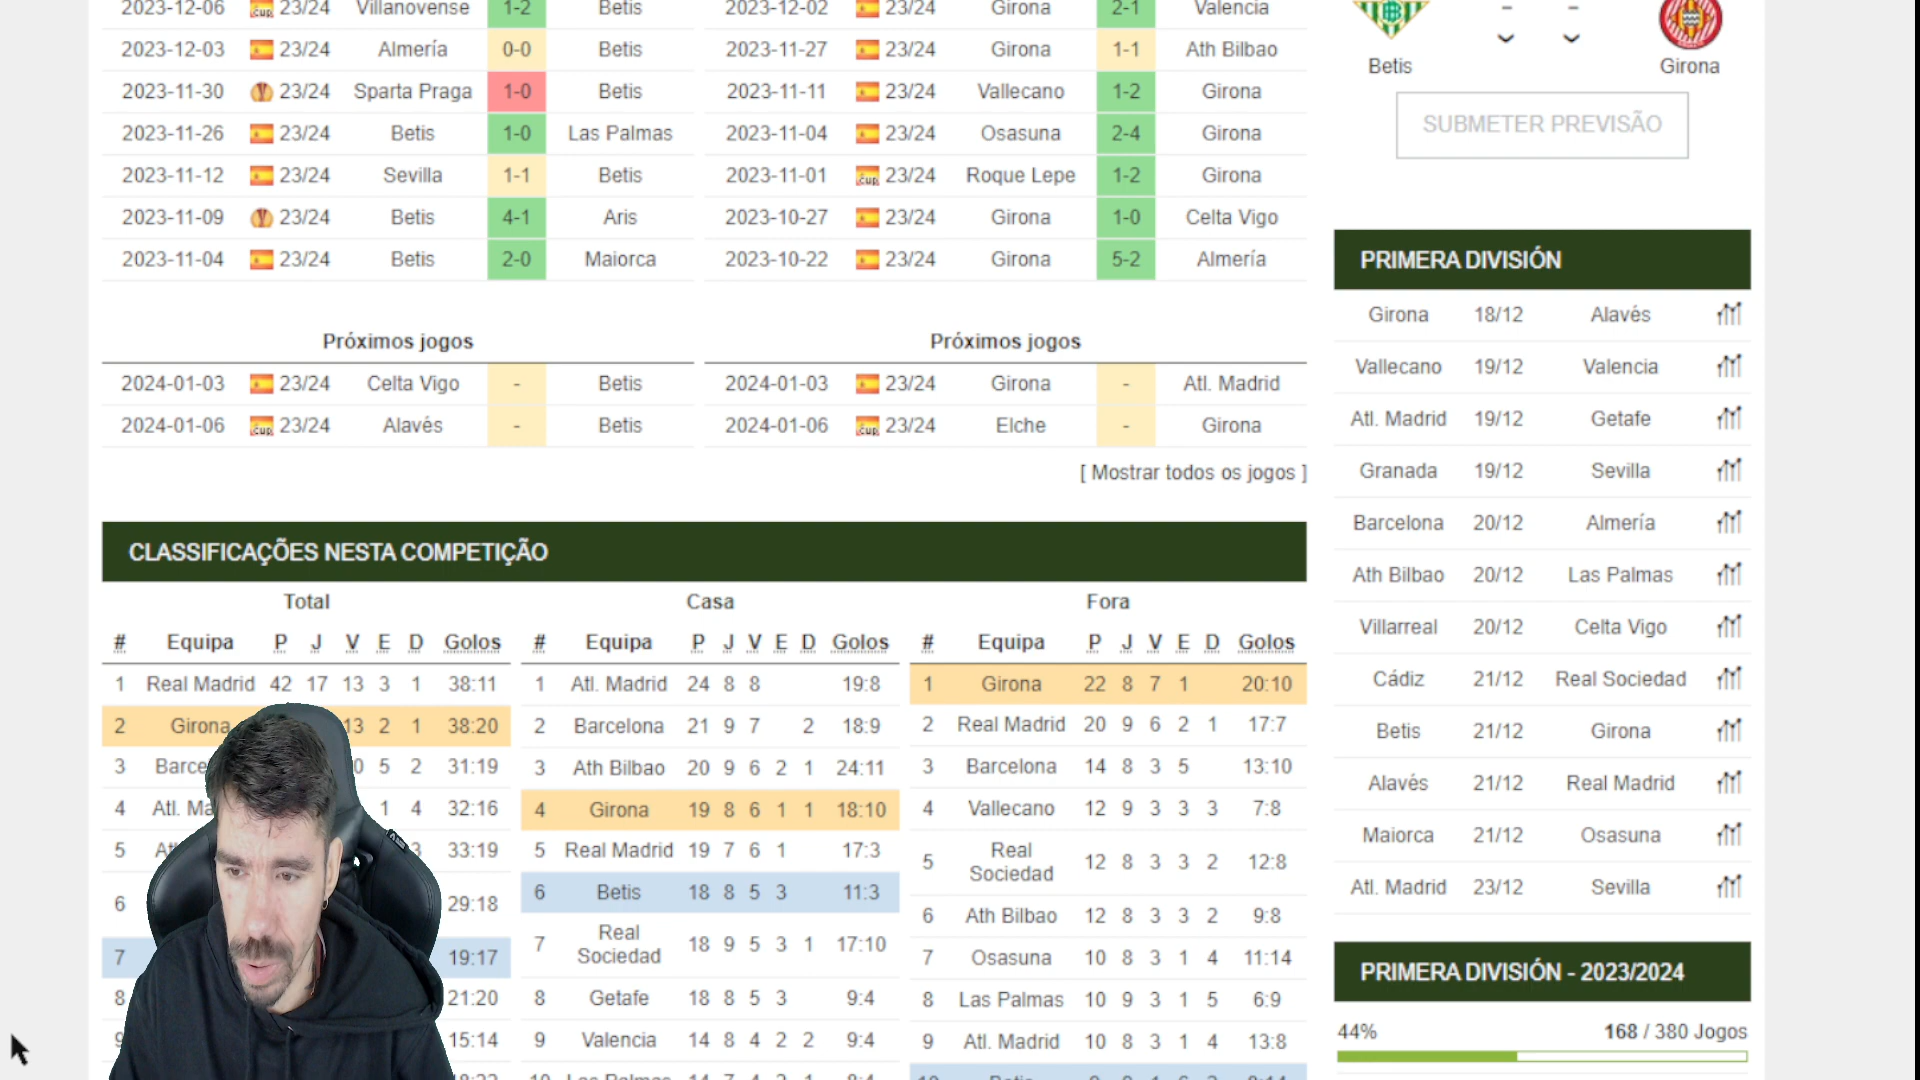 2023-12-06 23/24 Villanovense 1-2 Betis
2023-12-03 23/24 Almería 0-0 Betis
2023-11-30 23/24 Sparta Praga 1-0 Betis
2023-11-26 23/24 Betis 1-0 Las Palmas
2023-11-12 23/24 Sevilla 1-1 Betis
2023-11-09 23/24 Betis 4-1 Aris
2023-11-04 23/24 Betis 2-0 Maiorca
2023-12-02 23/24 Girona 2-1 Valencia
2023-11-27 23/24 Girona 1-1 Ath Bilbao
2023-11-11 23/24 Vallecano 1-2 Girona
2023-11-04 23/24 Osasuna 2-4 Girona
2023-11-01 23/24 Roque Lepe 1-2 Girona
2023-10-27 23/24 Girona 1-0 Celta Vigo
2023-10-22 23/24 Girona 5-2 Almería
Próximos jogos
2024-01-03 23/24 Celta Vigo - Betis
2024-01-06 23/24 Alavés - Betis
Próximos jogos
2024-01-03 23/24 Girona - Atl. Madrid
2024-01-06 23/24 Elche - Girona
[ Mostrar todos os jogos ]
CLASSIFICAÇÕES NESTA COMPETIÇÃO
Total
# Equipa P J V E D Golos
1 Real Madrid 42 17 13 3 1 38:11
2 Girona 13 2 1 38:20
3 5 2 31:19
4 Atl. 1 4 32:16
5 33:19
6 29:18
7 19:17
8 21:20
15:14
Casa
# Equipa P J V E D Golos
1 Atl. Madrid 24 8 8 19:8
2 Barcelona 21 9 7 2 18:9
3 Ath Bilbao 20 9 6 2 1 24:11
4 Girona 19 8 6 1 1 18:10
5 Real Madrid 19 7 6 1 17:3
6 Betis 18 8 5 3 11:3
7 Real Sociedad 18 9 5 3 1 17:10
8 Getafe 18 8 5 3 9:4
9 Valencia 14 8 4 2 2 9:4
10 Las Palmas 14 7 4 2 1 8:4
Fora
# Equipa P J V E D Golos
1 Girona 22 8 7 1 20:10
2 Real Madrid 20 9 6 2 1 17:7
3 Barcelona 14 8 3 5 13:10
4 Vallecano 12 9 3 3 3 7:8
5 Real Sociedad 12 8 3 3 2 12:8
6 Ath Bilbao 12 8 3 3 2 9:8
7 Osasuna 10 8 3 1 4 11:14
8 Las Palmas 10 9 3 1 5 6:9
9 Atl. Madrid 10 8 3 1 4 13:8
10 Betis
- -
Betis Girona
SUBMETER PREVISÃO
PRIMERA DIVISIÓN
Girona 18/12 Alavés
Vallecano 19/12 Valencia
Atl. Madrid 19/12 Getafe
Granada 19/12 Sevilla
Barcelona 20/12 Almería
Ath Bilbao 20/12 Las Palmas
Villarreal 20/12 Celta Vigo
Cádiz 21/12 Real Sociedad
Betis 21/12 Girona
Alavés 21/12 Real Madrid
Maiorca 21/12 Osasuna
Atl. Madrid 23/12 Sevilla
PRIMERA DIVISIÓN - 2023/2024
44% 168 / 380 Jogos